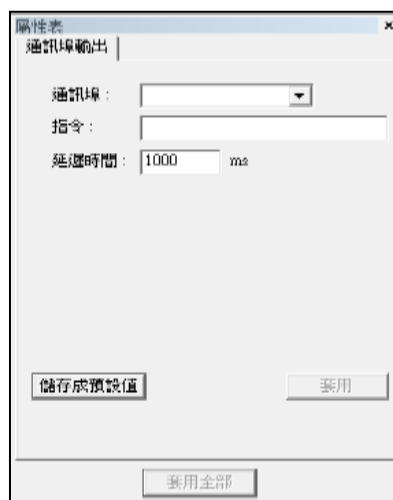 屬性表
通訊埠輸出
通訊埠：
指令：
延遲時間： 1000 ms
儲存成預設值 套用
套用全部